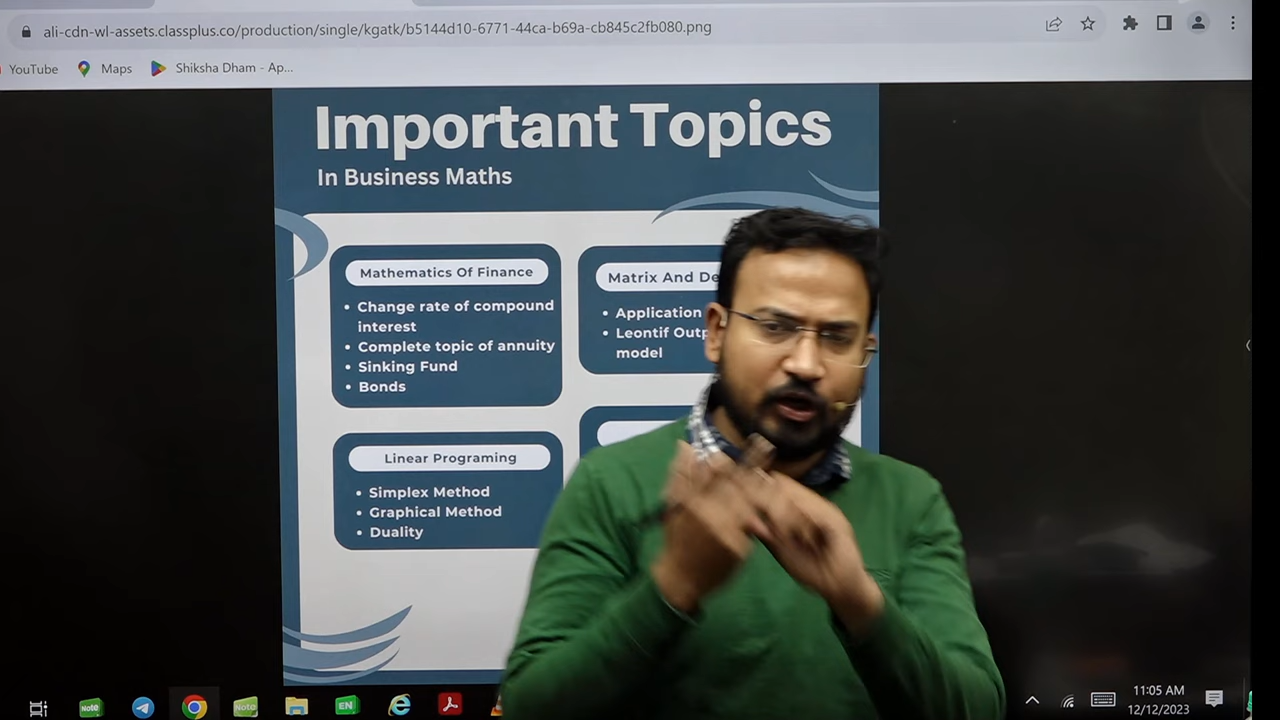 ali-cdn-wl-assets.classplus.co/production/single/kgatk/b5144d10-6771-44ca-b69a-cb845c2fb080.png
YouTube
Maps
Shiksha Dham - Ap...
Important Topics
In Business Maths
Mathematics Of Finance
• Change rate of compound
interest
• Complete topic of annuity
• Sinking Fund
• Bonds
Matrix And
• Application
• Leontif
model
Linear Programing
• Simplex Method
• Graphical Method
• Duality
Note
Note
EN
11:05 AM
12/12/2023